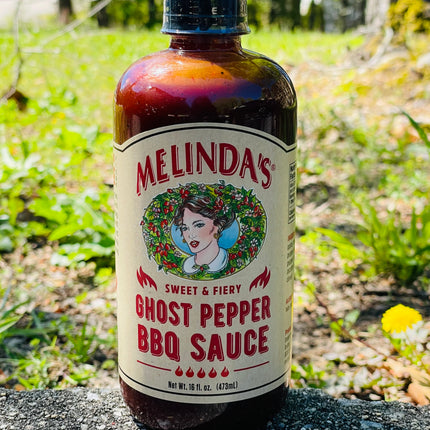 MELINDA'S®
SWEET & FIERY
GHOST PEPPER
BBQ SAUCE
Net Wt. 16 fl. oz. (473mL)